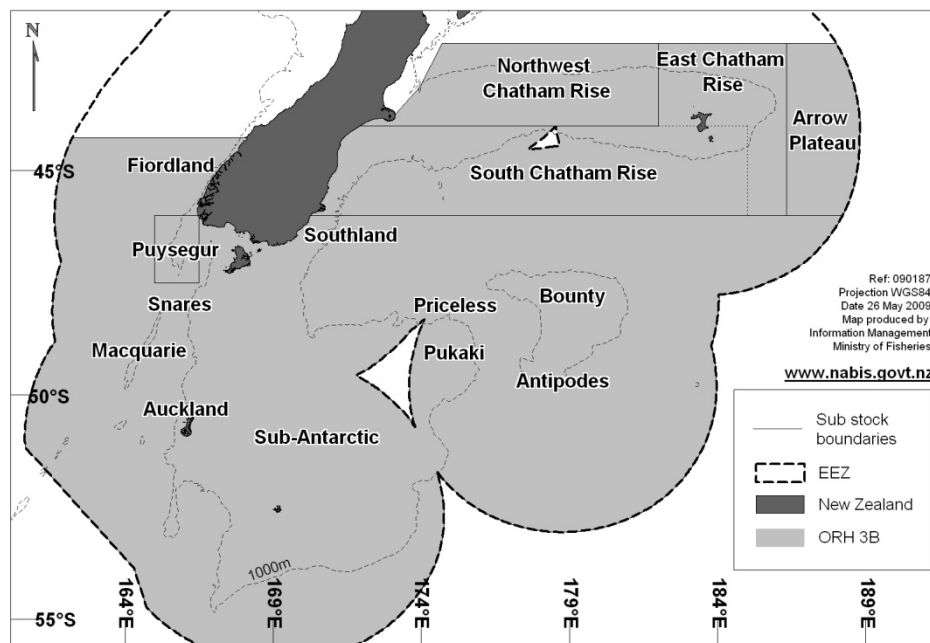 N
Northwest
Chatham Rise
East Chatham
Rise
Arrow
Plateau
Fiordland
45°S
South Chatham Rise
Puysegur
Southland
Snares
Priceless
Bounty
Macquarie
Pukaki
Antipodes
50°S
Auckland
Sub-Antarctic
1000m
55°S
164°E
169°E
174°E
179°E
184°E
189°E
Ref: 090187
Projection WGS84
Date 26 May 2009
Map produced by
Information Management
Ministry of Fisheries
www.nabis.govt.nz
Sub stock
boundaries
EEZ
New Zealand
ORH 3B